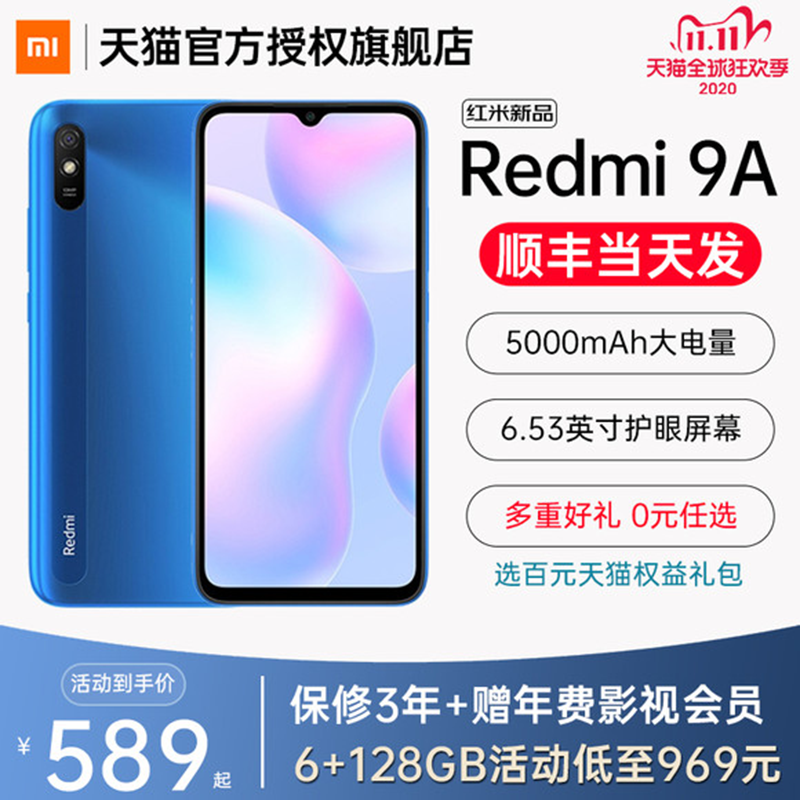 mi
天猫官方授权旗舰店
11.11
天猫全球狂欢季
2020
红米新品
Redmi 9A
顺丰当天发
5000mAh大电量
6.53英寸护眼屏幕
多重好礼 0元任选
选百元天猫权益礼包
Redmi
活动到手价
¥589起
保修3年+赠年费影视会员
6+128GB活动低至969元